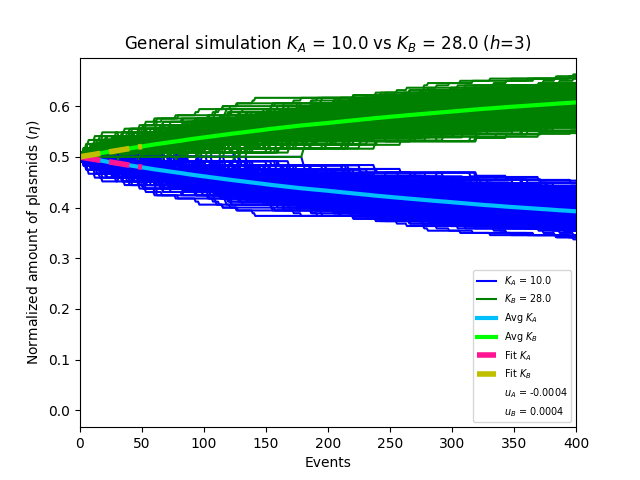 General simulation K_A = 10.0 vs K_B = 28.0 (h=3)
Normalized amount of plasmids (η)
0.6
0.5
0.4
0.3
0.2
0.1
0.0
K_A = 10.0
K_B = 28.0
Avg K_A
Avg K_B
Fit K_A
Fit K_B
u_A = -0.0004
u_B = 0.0004
0 50 100 150 200 250 300 350 400
Events